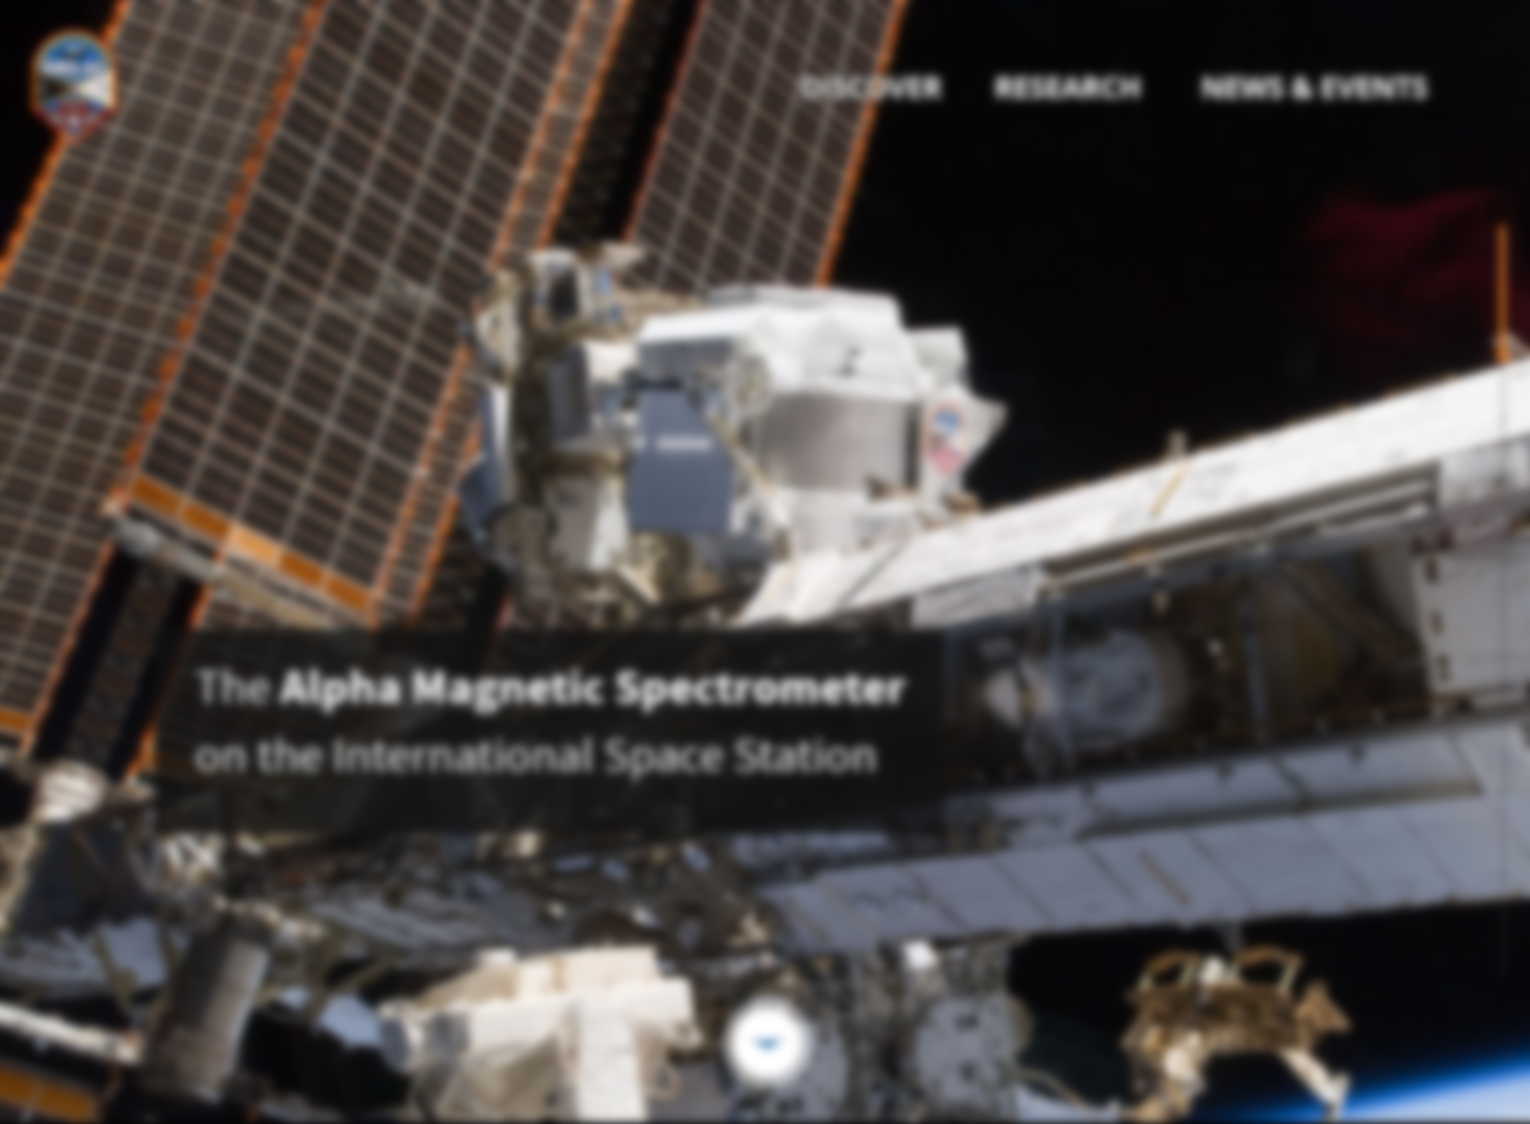 DISCOVER
RESEARCH
NEWS & EVENTS
The Alpha Magnetic Spectrometer
on the International Space Station